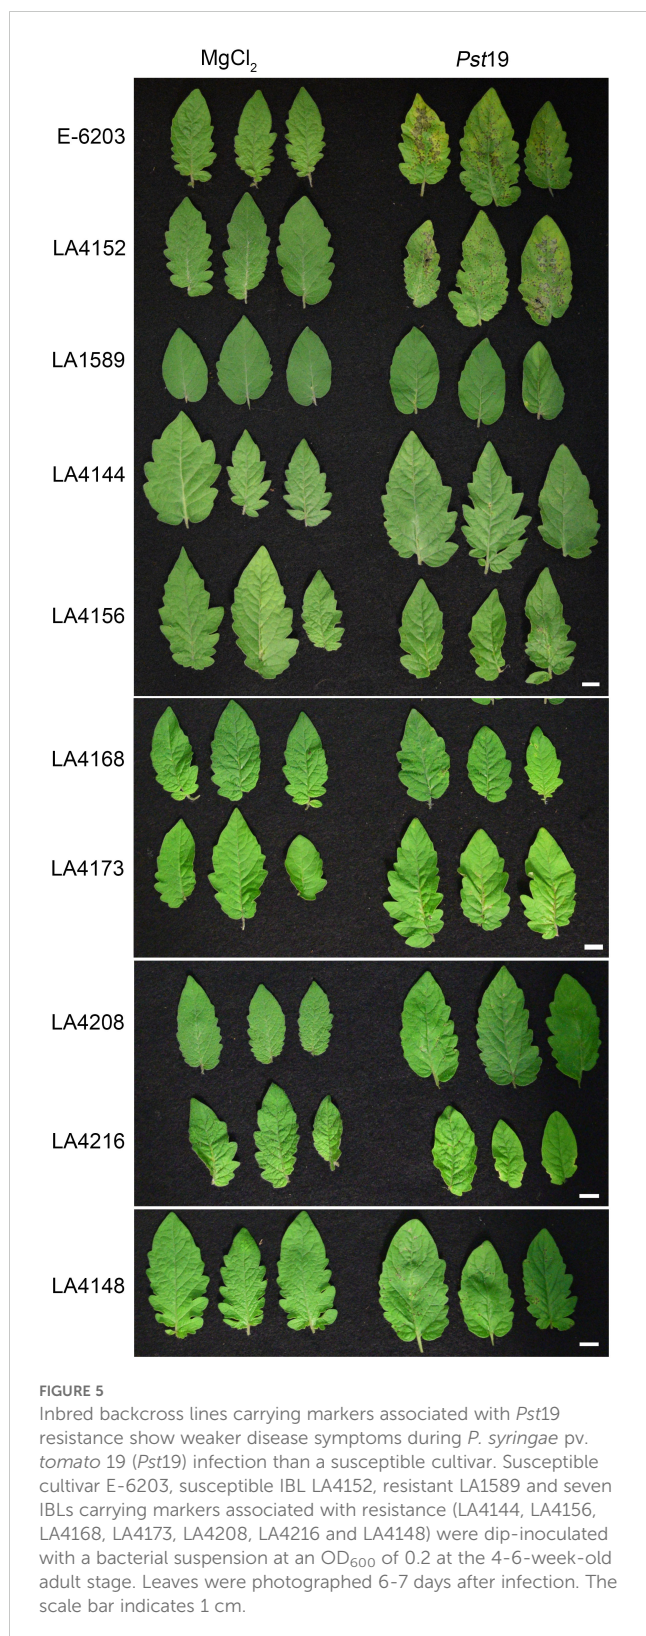 MgCl₂ Pst19
E-6203
LA4152
LA1589
LA4144
LA4156
LA4168
LA4173
LA4208
LA4216
LA4148
FIGURE 5
Inbred backcross lines carrying markers associated with Pst19
resistance show weaker disease symptoms during P. syringae pv.
tomato 19 (Pst19) infection than a susceptible cultivar. Susceptible
cultivar E-6203, susceptible IBL LA4152, resistant LA1589 and seven
IBLs carrying markers associated with resistance (LA4144, LA4156,
LA4168, LA4173, LA4208, LA4216 and LA4148) were dip-inoculated
with a bacterial suspension at an OD₆₀₀ of 0.2 at the 4-6-week-old
adult stage. Leaves were photographed 6-7 days after infection. The
scale bar indicates 1 cm.